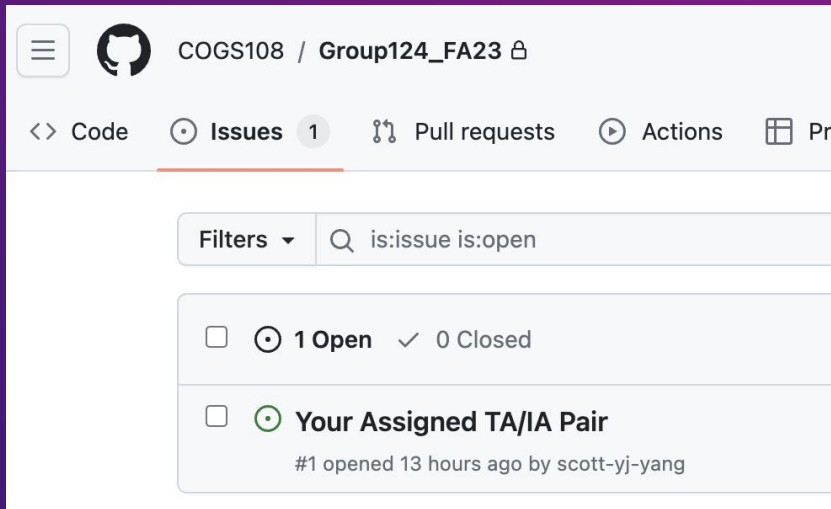 COGS108 / Group124_FA23
Code Issues 1 Pull requests Actions Pr
Filters is:issue is:open
1 Open 0 Closed
Your Assigned TA/IA Pair
#1 opened 13 hours ago by scott-yj-yang